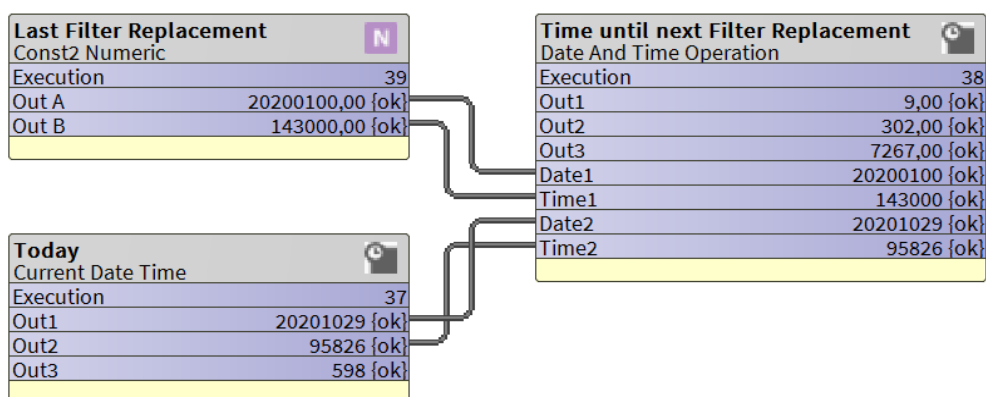 Last Filter Replacement
N
Const2 Numeric
Execution 39
Out A 20200100,00 {ok}
Out B 143000,00 {ok}
Time until next Filter Replacement
Date And Time Operation
Execution 38
Out1 9,00 {ok}
Out2 302,00 {ok}
Out3 7267,00 {ok}
Date1 20200100 {ok}
Time1 143000 {ok}
Date2 20201029 {ok}
Time2 95826 {ok}
Today
Current Date Time
Execution 37
Out1 20201029 {ok}
Out2 95826 {ok}
Out3 598 {ok}